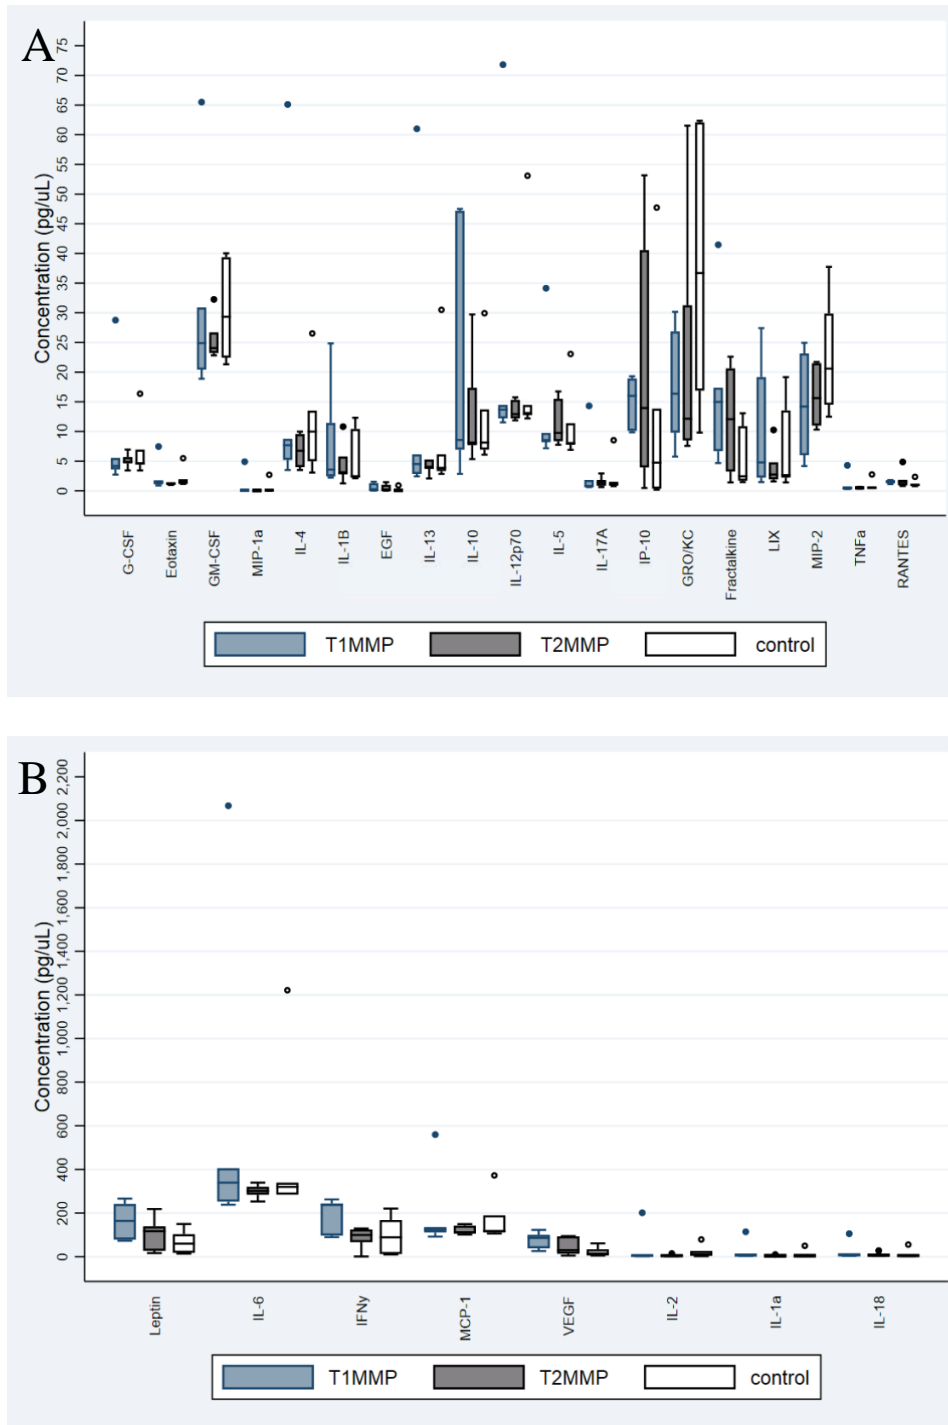 A
Concentration (pg/uL)
75
70
65
60
55
50
45
40
35
30
25
20
15
10
5
0
G-CSF
Eotaxin
GM-CSF
MIP-1a
IL-4
IL-1B
EGF
IL-13
IL-10
IL-12p70
IL-5
IL-17A
IP-10
GRO/KC
Fractalkine
LIX
MIP-2
TNFa
RANTES
T1MMP T2MMP control
B
Concentration (pg/uL)
2,200
2,000
1,800
1,600
1,400
1,200
1,000
800
600
400
200
0
Leptin
IL-6
IFNy
MCP-1
VEGF
IL-2
IL-1a
IL-18
T1MMP T2MMP control